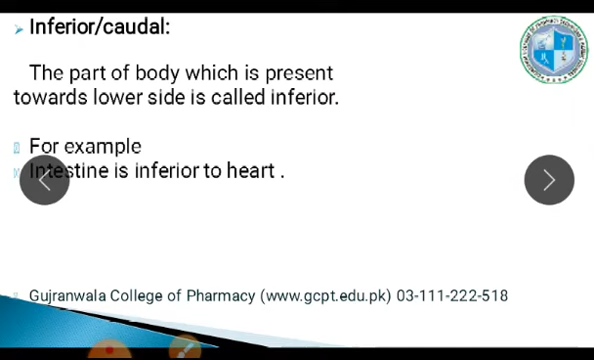 Inferior/caudal:
The part of body which is present
towards lower side is called inferior.
For example
Intestine is inferior to heart .
Gujranwala College of Pharmacy (www.gcpt.edu.pk) 03-111-222-518